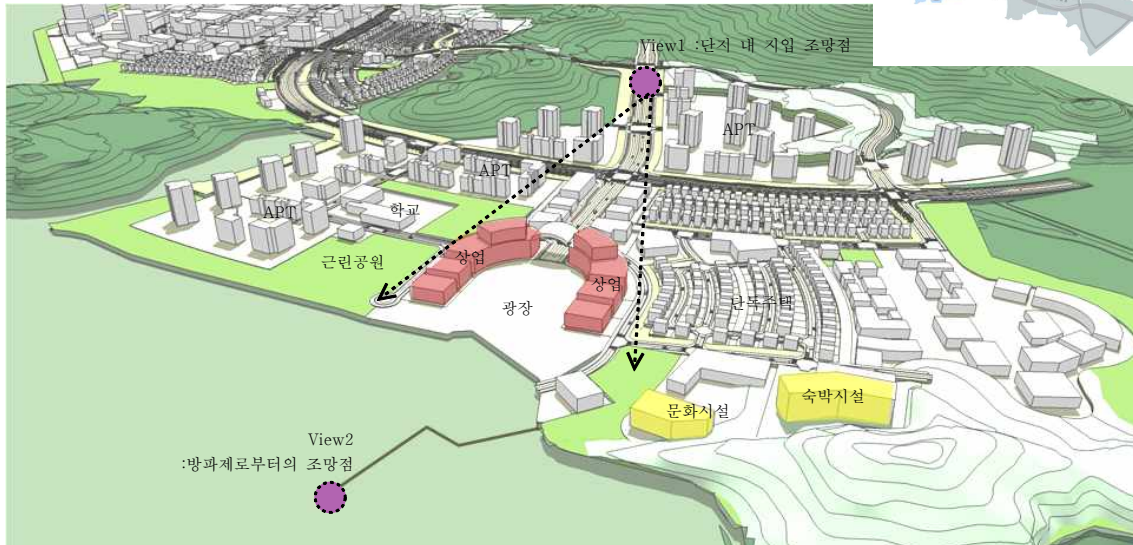 View1 :단지 내 지입 조망점
APT
APT
APT
학교
근린공원
상업
상업
광장
단독주택
문화시설
숙박시설
View2
:방파제로부터의 조망점